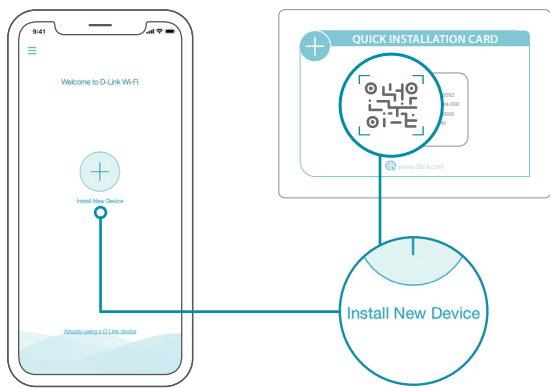 9:41
Welcome to D-Link Wi-Fi
Install New Device
Already using a D-Link device
QUICK INSTALLATION CARD
www.dlink.com
Install New Device